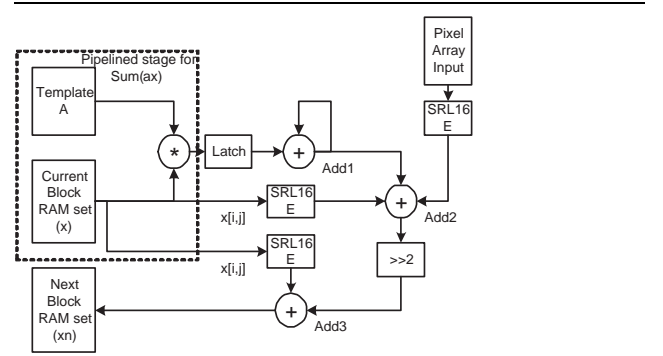 Pipelined stage for
Sum(ax)
Template
A
Current
Block
RAM set
(x)
Next
Block
RAM set
(xn)
*
Latch
+
Add1
Pixel
Array
Input
SRL16
E
x[i,j]
SRL16
E
+
Add2
x[i,j]
SRL16
E
>>2
+
Add3